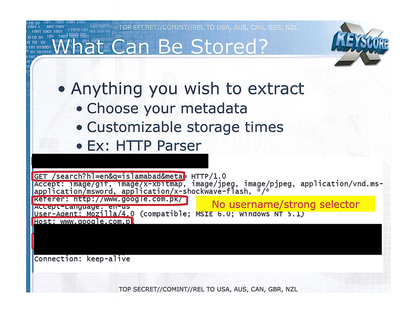 TOP SECRET//COMINT//REL TO USA, AUS, CAN, GBR, NZL
What Can Be Stored?
X KEYSCORE
• Anything you wish to extract
• Choose your metadata
• Customizable storage times
• Ex: HTTP Parser
GET /search?hl=en&q=islamabad&meta= HTTP/1.0
Accept: image/gif, image/x-xbitmap, image/jpeg, image/pjpeg, application/vnd.ms-
application/msword, application/x-shockwave-flash, */*
Referer: http://www.google.com.pk/
Accept-Language: en-us
No username/strong selector
User-Agent: Mozilla/4.0 (compatible; MSIE 6.0; Windows NT 5.1)
Host: www.google.com.pk
Connection: keep-alive
TOP SECRET//COMINT//REL TO USA, AUS, CAN, GBR, NZL